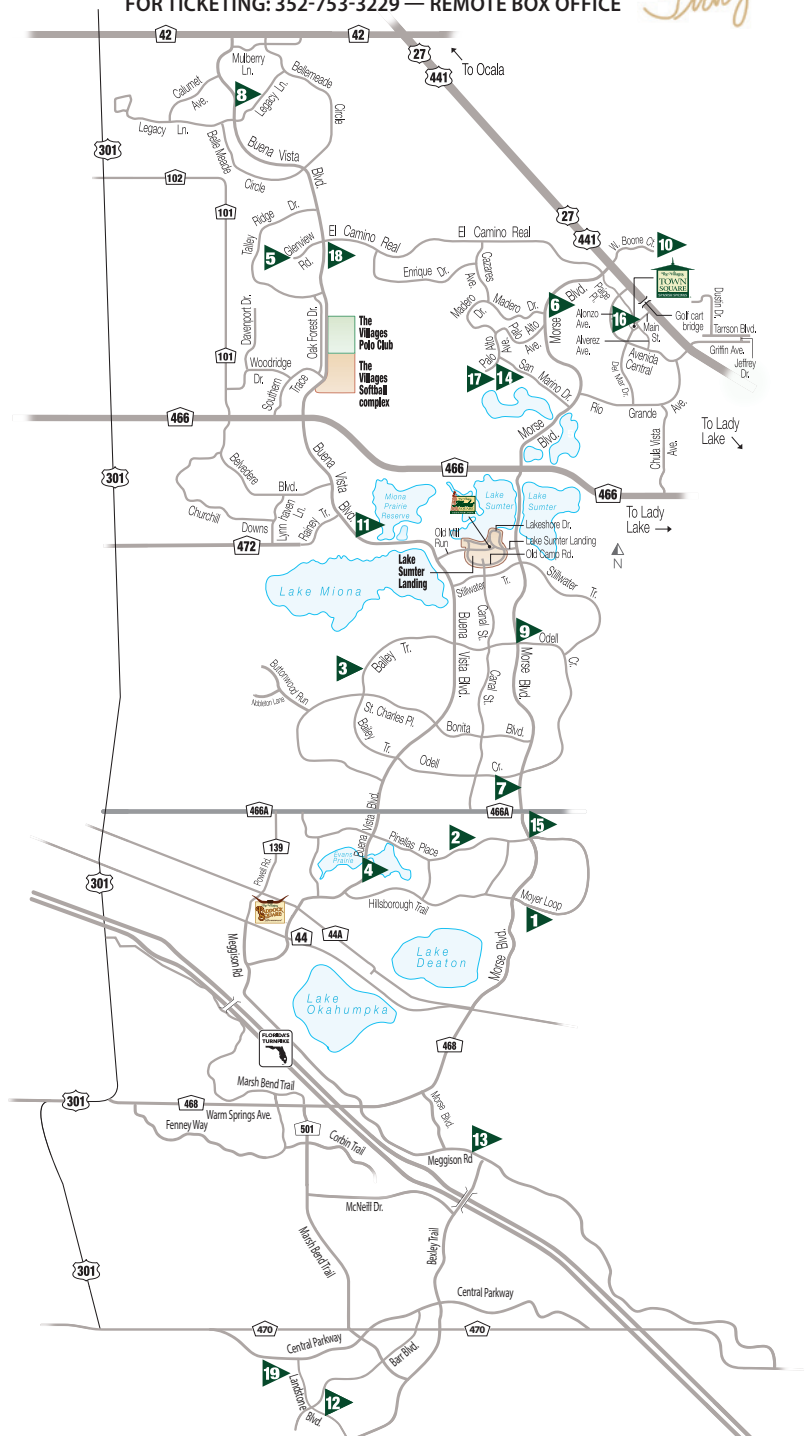 FOR TICKETING: 352-753-3229 — REMOTE BOX OFFICE
42
42
27
441
To Ocala
Mulberry
Ln.
Bellemeade
Circle
Calumet
Ave.
8
Legacy Ln.
Legacy Ln.
Belle Meade
Circle
Buena Vista
Blvd.
301
102
101
27
441
W. Boone Ct.
10
Ridge Dr.
Talley
Glenview
Rd.
5
18
El Camino Real
El Camino Real
Enrique Dr.
Cazares
Ave.
Madero
Dr.
Madero Dr.
Palo Alto
Ave.
Palo Alto
Ave.
6
Morse Blvd.
Paige Pl.
The Villages
TOWN
SQUARE
Alonzo
Ave.
16
Main
St.
Golf cart
bridge
Dustin Dr.
Tarrson Blvd.
Griffin Ave.
Jeffrey
Dr.
Alverez
Ave.
Avenida
Central
Del Mar Dr.
Davenport Dr.
Oak Forest Dr.
The
Villages
Polo Club
The
Villages
Softball
complex
101
Woodridge
Dr.
Southern
Trace
17
14
San
Marino Dr.
Rio
Grande
Ave.
Chula Vista
Ave.
To Lady
Lake
Morse
Blvd.
466
466
466
301
Buena Vista
Blvd.
Belvedere
Blvd.
Churchill
Downs
Lynn haven
Ln.
Rainey Tr.
11
472
Miona
Prairie
Reserve
Lake
Sumter
Lake
Sumter
To Lady
Lake
N
Old Mill
Run
Lakeshore Dr.
Lake Sumter Landing
Old Camp Rd.
Lake
Sumter
Landing
Lake Miona
Stillwater Tr.
Stillwater
Tr.
Buena
Vista Blvd.
Canal St.
Canal St.
9
Odell
Cr.
Morse Blvd.
3
Bailey Tr.
Buttonwood Run
Nobleton Lane
St. Charles Pl.
Bailey
Tr.
Bonita
Blvd.
Odell
Cr.
7
466A
466A
15
139
Powell Rd.
Buena Vista Blvd.
Pinellas Place
2
Evans
Prairie
4
Hillsborough Trail
Moyer Loop
1
301
PADDOCK
SQUARE
44
44A
Meggison Rd
Lake
Deaton
Morse Blvd.
Lake
Okahumpka
FLORIDA'S
TURNPIKE
468
Marsh Bend Trail
301
468
Warm Springs Ave.
Fenney Way
501
Corbin Trail
Morse Blvd.
13
Meggison Rd
McNeill Dr.
Marsh Bend Trail
Bexley Trail
301
Central Parkway
470
470
Central Parkway
Barr Blvd.
19
Landstone
Blvd.
12